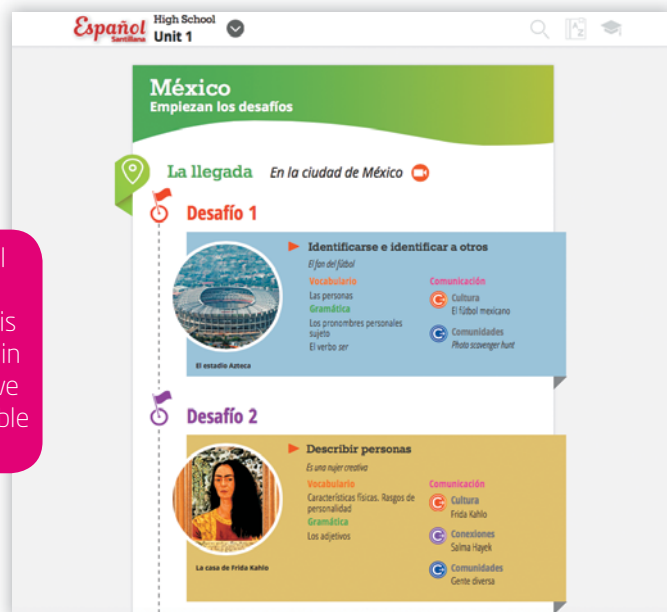 Español
Santillana
High School
Unit 1
México
Empiezan los desafíos
La llegada En la ciudad de México
Desafío 1
Identificarse e identificar a otros
El fan del fútbol
Vocabulario
Las personas
Gramática
Los pronombres personales
sujeto
El verbo ser
Comunicación
Cultura
El fútbol mexicano
Comunidades
Photo scavenger hunt
El estadio Azteca
Desafío 2
Describir personas
Es una mujer creativa
Vocabulario
Características físicas. Rasgos de
personalidad
Gramática
Los adjetivos
Comunicación
Cultura
Frida Kahlo
Conexiones
Salma Hayek
Comunidades
Gente diversa
La casa de Frida Kahlo
is
in
ve
ble